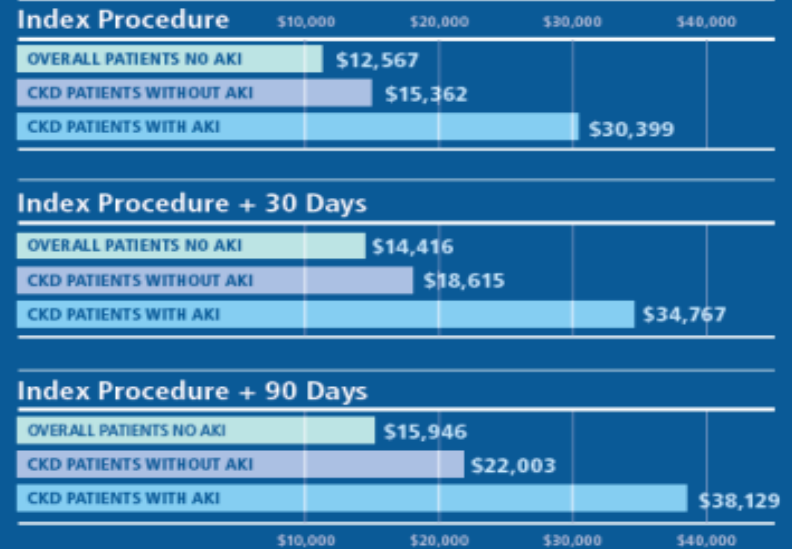 Index Procedure $10,000 $20,000 $30,000 $40,000
OVERALL PATIENTS NO AKI $12,567
CKD PATIENTS WITHOUT AKI $15,362
CKD PATIENTS WITH AKI $30,399
Index Procedure + 30 Days
OVERALL PATIENTS NO AKI $14,416
CKD PATIENTS WITHOUT AKI $18,615
CKD PATIENTS WITH AKI $34,767
Index Procedure + 90 Days
OVERALL PATIENTS NO AKI $15,946
CKD PATIENTS WITHOUT AKI $22,003
CKD PATIENTS WITH AKI $38,129
$10,000 $20,000 $30,000 $40,000